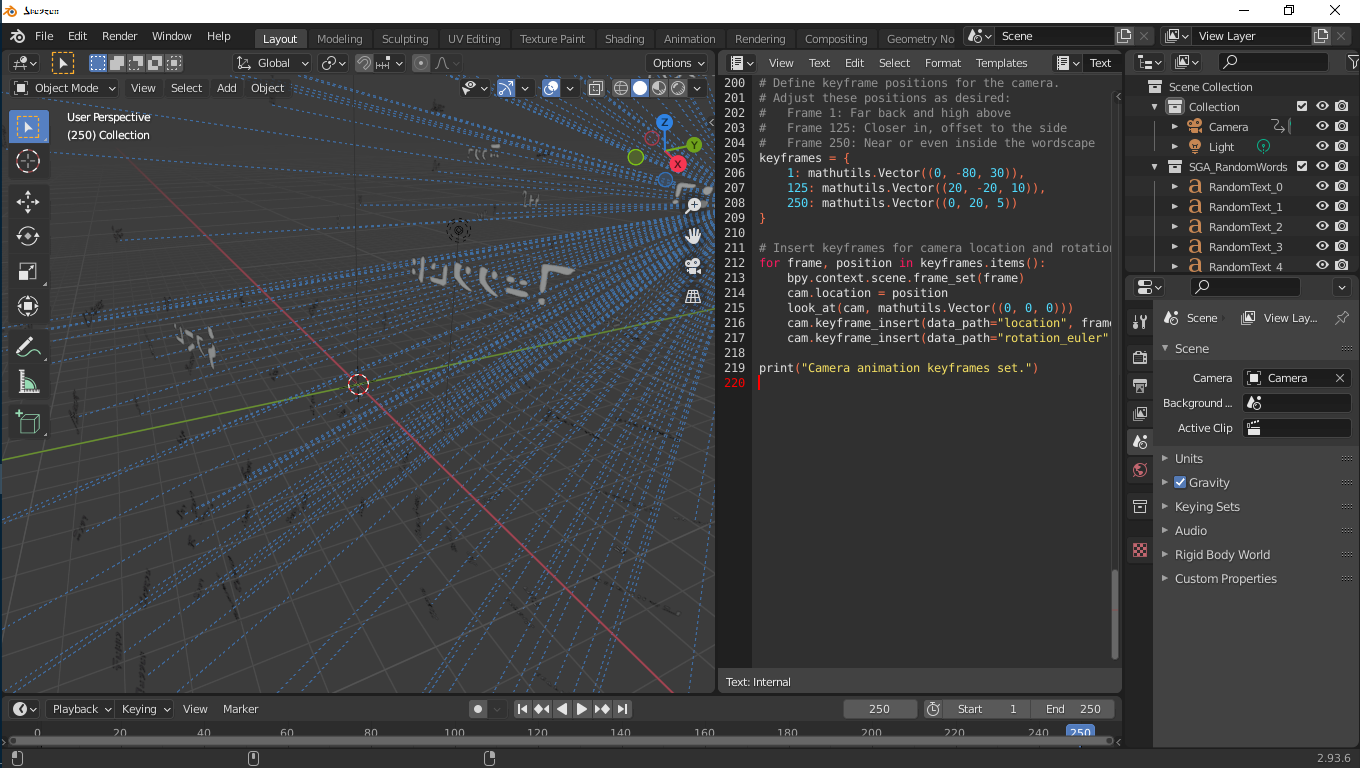 File Edit Render Window Help
Layout Modeling Sculpting UV Editing Texture Paint Shading Animation Rendering Compositing Geometry No
Scene
View Layer
Global
Options
Object Mode View Select Add Object
User Perspective
(250) Collection
Z
Y
X
View Text Edit Select Format Templates Text
200 # Define keyframe positions for the camera.
201 # Adjust these positions as desired:
202 #   Frame 1: Far back and high above
203 #   Frame 125: Closer in, offset to the side
204 #   Frame 250: Near or even inside the wordscape
205 keyframes = {
206     1: mathutils.Vector((0, -80, 30)),
207     125: mathutils.Vector((20, -20, 10)),
208     250: mathutils.Vector((0, 20, 5))
209 }
210
211 # Insert keyframes for camera location and rotation
212 for frame, position in keyframes.items():
213     bpy.context.scene.frame_set(frame)
214     cam.location = position
215     look_at(cam, mathutils.Vector((0, 0, 0)))
216     cam.keyframe_insert(data_path="location", frame
217     cam.keyframe_insert(data_path="rotation_euler"
218
219 print("Camera animation keyframes set.")
220
Text: Internal
Scene Collection
Collection
Camera
Light
SGA_RandomWords
RandomText_0
RandomText_1
RandomText_2
RandomText_3
RandomText_4
Scene View Lay...
Scene
Camera Camera
Background ...
Active Clip
Units
Gravity
Keying Sets
Audio
Rigid Body World
Custom Properties
Playback Keying View Marker
250 Start 1 End 250
0 20 40 60 80 100 120 140 160 180 200 220 240 250
2.93.6